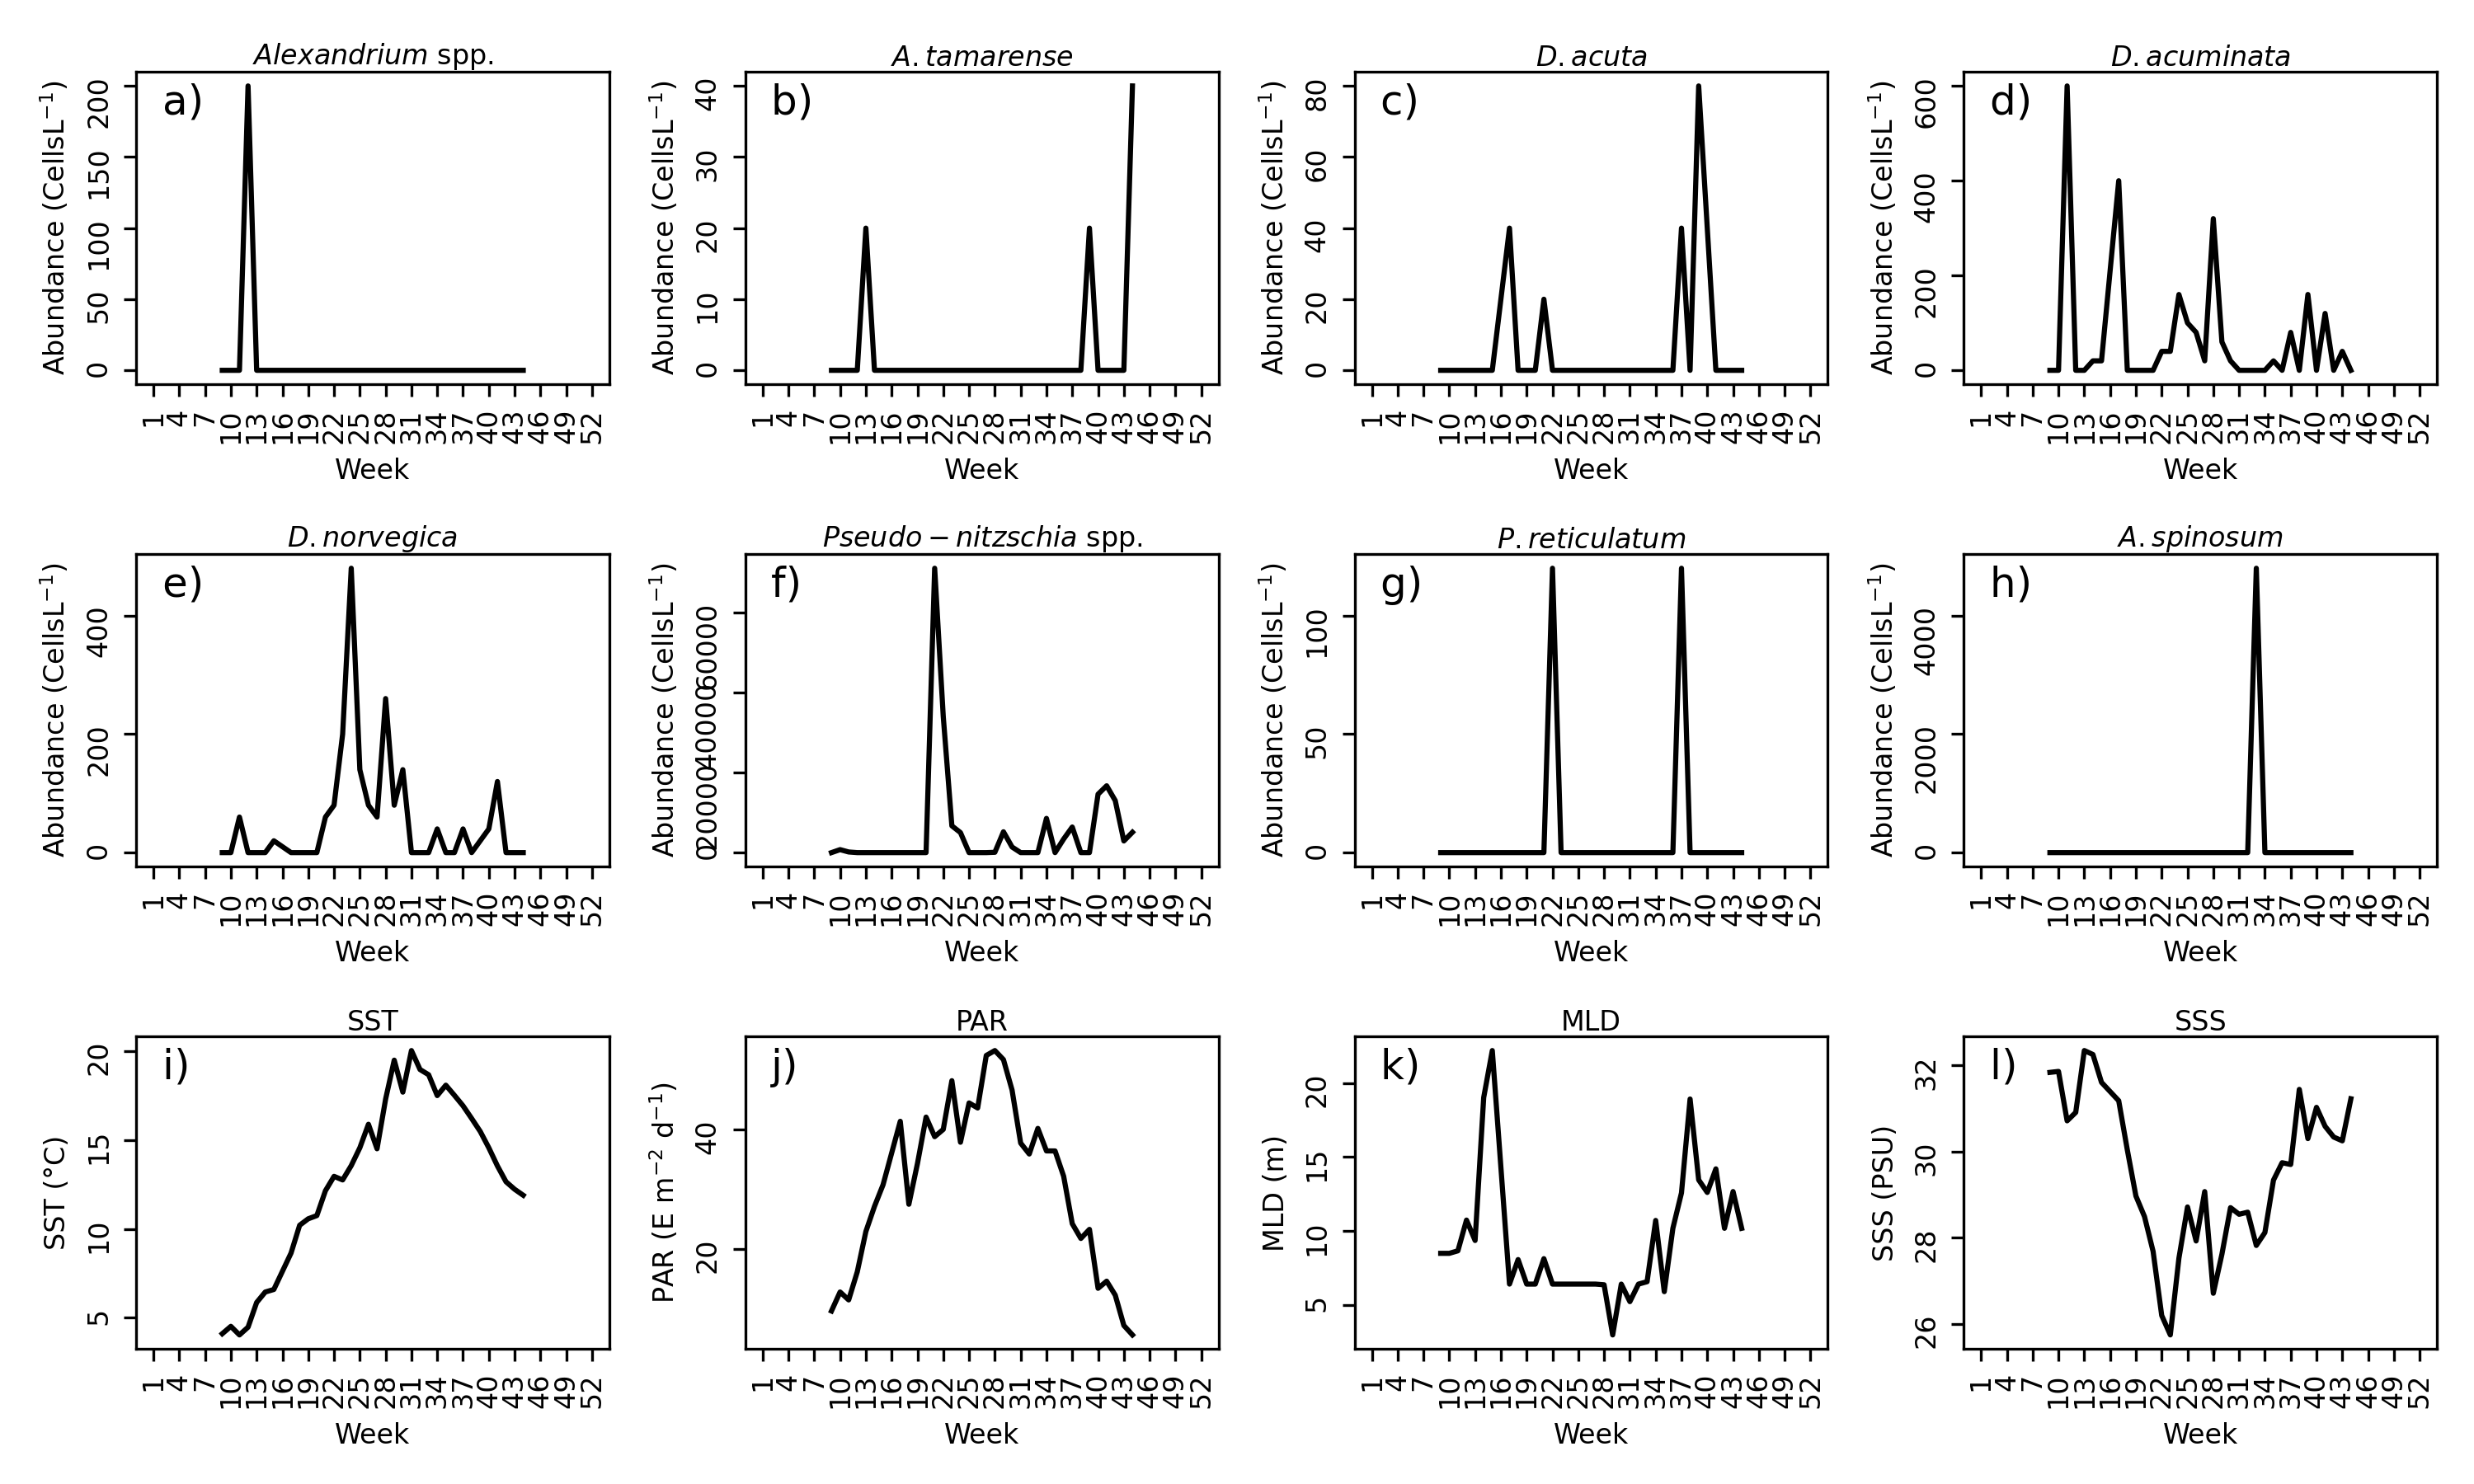 Alexandrium spp.
a)
Abundance (CellsL⁻¹)
0 50 100 150 200
1 4 7 10 13 16 19 22 25 28 31 34 37 40 43 46 49 52
Week
A. tamarense
b)
Abundance (CellsL⁻¹)
0 10 20 30 40
1 4 7 10 13 16 19 22 25 28 31 34 37 40 43 46 49 52
Week
D. acuta
c)
Abundance (CellsL⁻¹)
0 20 40 60 80
1 4 7 10 13 16 19 22 25 28 31 34 37 40 43 46 49 52
Week
D. acuminata
d)
Abundance (CellsL⁻¹)
0 200 400 600
1 4 7 10 13 16 19 22 25 28 31 34 37 40 43 46 49 52
Week
D. norvegica
e)
Abundance (CellsL⁻¹)
0 200 400
1 4 7 10 13 16 19 22 25 28 31 34 37 40 43 46 49 52
Week
Pseudo − nitzschia spp.
f)
Abundance (CellsL⁻¹)
0 20000 40000 60000
1 4 7 10 13 16 19 22 25 28 31 34 37 40 43 46 49 52
Week
P. reticulatum
g)
Abundance (CellsL⁻¹)
0 50 100
1 4 7 10 13 16 19 22 25 28 31 34 37 40 43 46 49 52
Week
A. spinosum
h)
Abundance (CellsL⁻¹)
0 2000 4000
1 4 7 10 13 16 19 22 25 28 31 34 37 40 43 46 49 52
Week
SST
i)
SST (°C)
5 10 15 20
1 4 7 10 13 16 19 22 25 28 31 34 37 40 43 46 49 52
Week
PAR
j)
PAR (E m⁻² d⁻¹)
20 40
1 4 7 10 13 16 19 22 25 28 31 34 37 40 43 46 49 52
Week
MLD
k)
MLD (m)
5 10 15 20
1 4 7 10 13 16 19 22 25 28 31 34 37 40 43 46 49 52
Week
SSS
l)
SSS (PSU)
26 28 30 32
1 4 7 10 13 16 19 22 25 28 31 34 37 40 43 46 49 52
Week